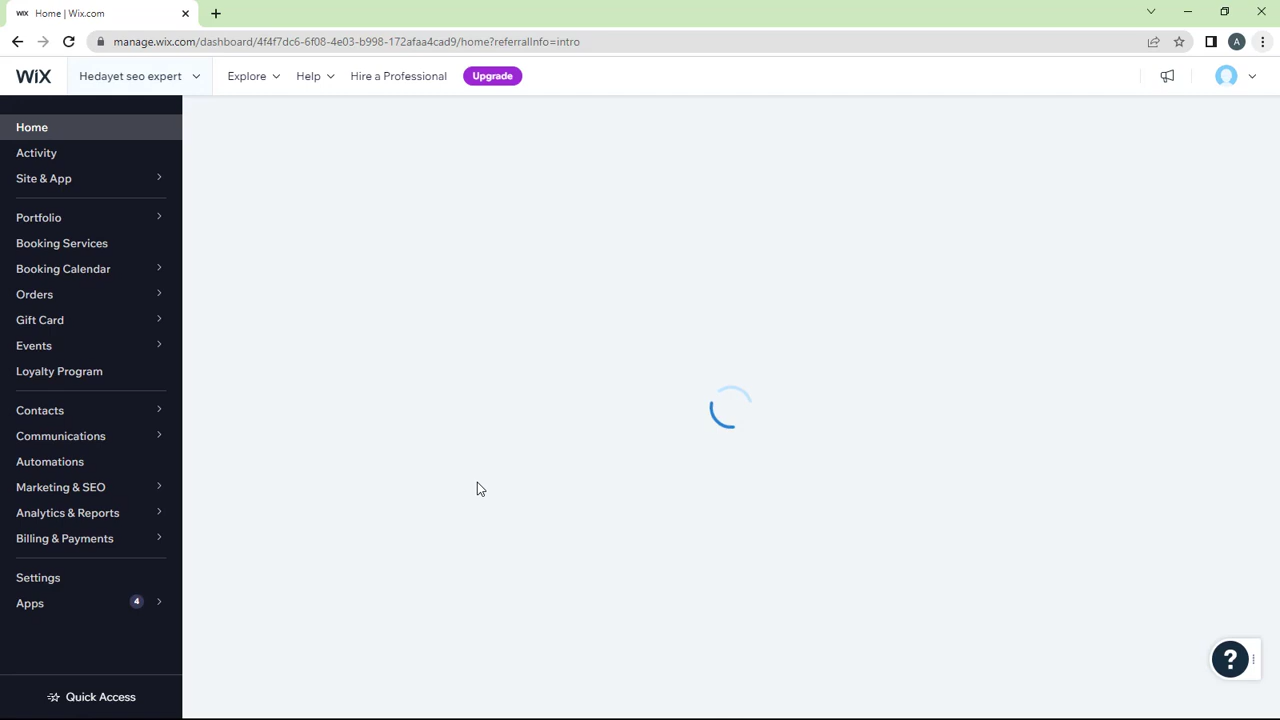 WiX Home | Wix.com
manage.wix.com/dashboard/4f4f7dc6-6f08-4e03-b998-172afaa4cad9/home?referralInfo=intro
A
WiX
Hedayet seo expert
Explore
Help
Hire a Professional
Upgrade
Home
Activity
Site & App
Portfolio
Booking Services
Booking Calendar
Orders
Gift Card
Events
Loyalty Program
Contacts
Communications
Automations
Marketing & SEO
Analytics & Reports
Billing & Payments
Settings
Apps 4
Quick Access
?